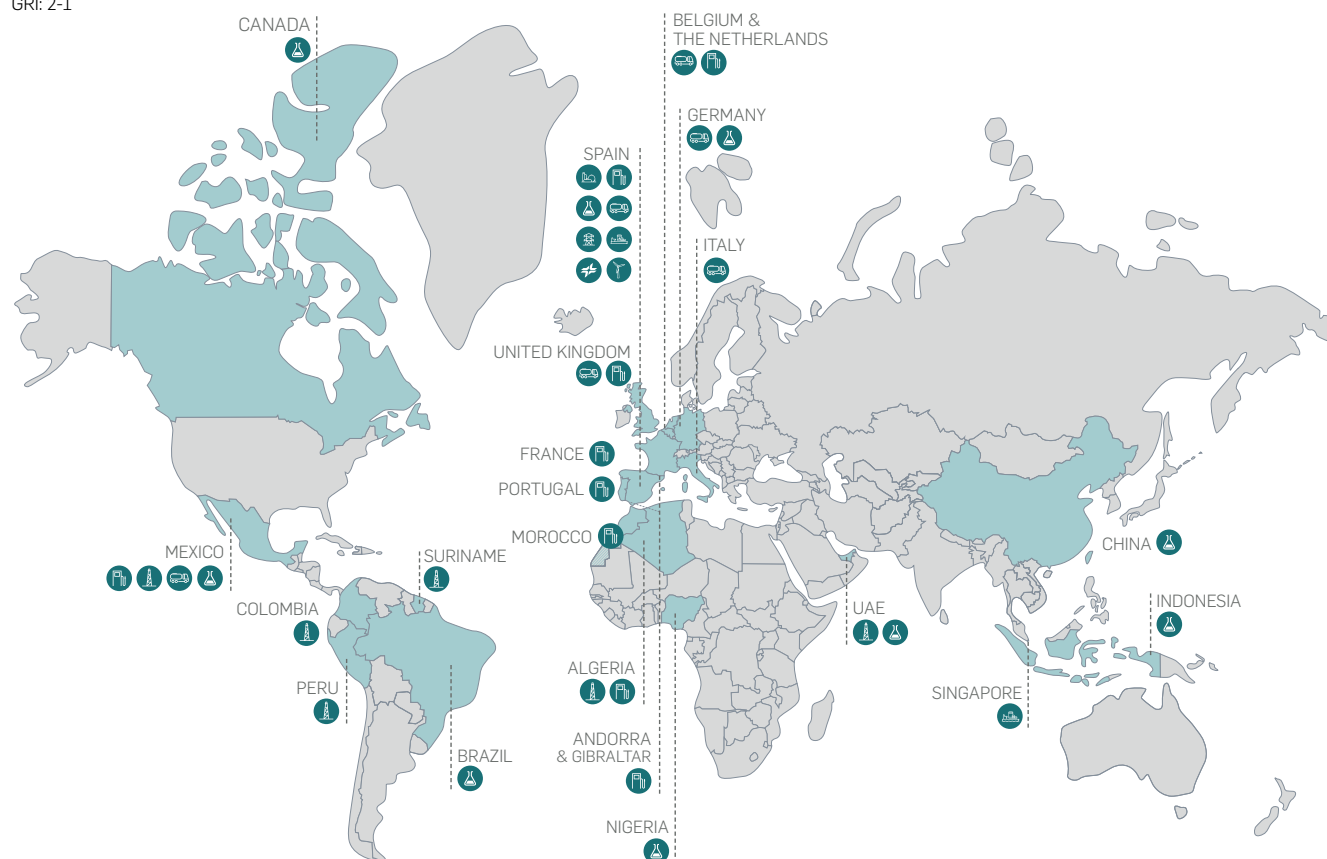 GRI: 2-1
CANADA
BELGIUM &
THE NETHERLANDS
GERMANY
SPAIN
ITALY
UNITED KINGDOM
FRANCE
PORTUGAL
MOROCCO
CHINA
MEXICO
SURINAME
COLOMBIA
UAE
INDONESIA
ALGERIA
PERU
SINGAPORE
ANDORRA
& GIBRALTAR
BRAZIL
NIGERIA